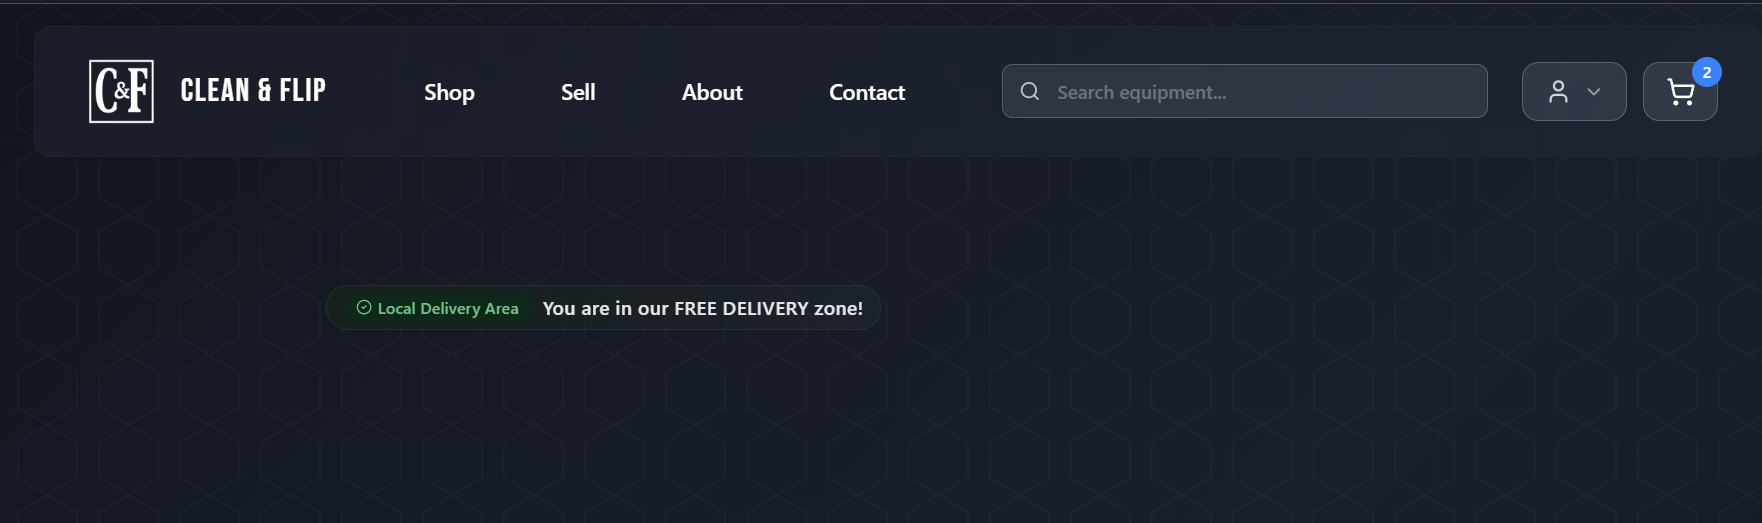 C&F
CLEAN & FLIP
Shop
Sell
About
Contact
Search equipment...
2
Local Delivery Area
You are in our FREE DELIVERY zone!